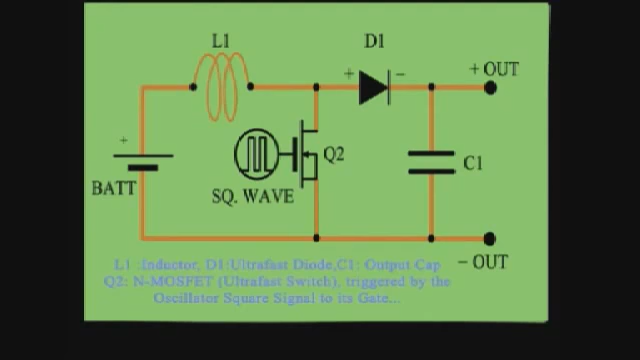 L1
D1
+ −
+ OUT
+
Q2
C1
BATT
SQ. WAVE
− OUT
L1 :Inductor, D1:Ultrafast Diode,C1: Output Cap
Q2: N-MOSFET (Ultrafast Switch), triggered by the
Oscillator Square Signal to its Gate...